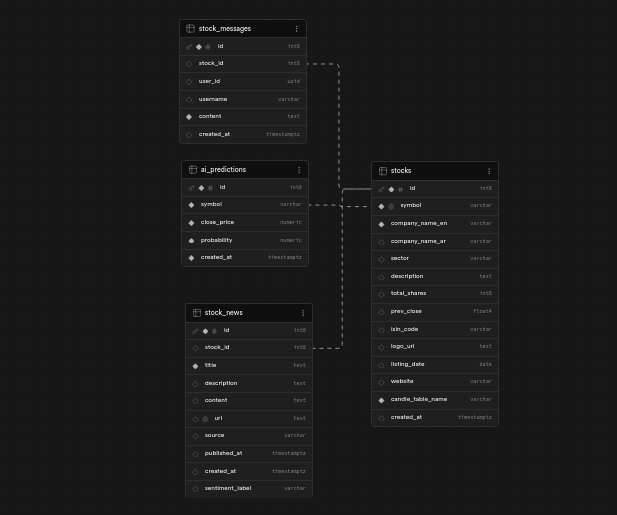 stock_messages
id int8
stock_id int8
user_id uuid
username varchar
content text
created_at timestamptz
ai_predictions
id int8
symbol varchar
close_price numeric
probability numeric
created_at timestamptz
stocks
id int8
symbol varchar
company_name_en varchar
company_name_ar varchar
sector varchar
description text
total_shares int8
prev_close float4
isin_code varchar
logo_url text
listing_date date
website varchar
candle_table_name varchar
created_at timestamptz
stock_news
id int8
stock_id int8
title text
description text
content text
url text
source varchar
published_at timestamptz
created_at timestamptz
sentiment_label varchar